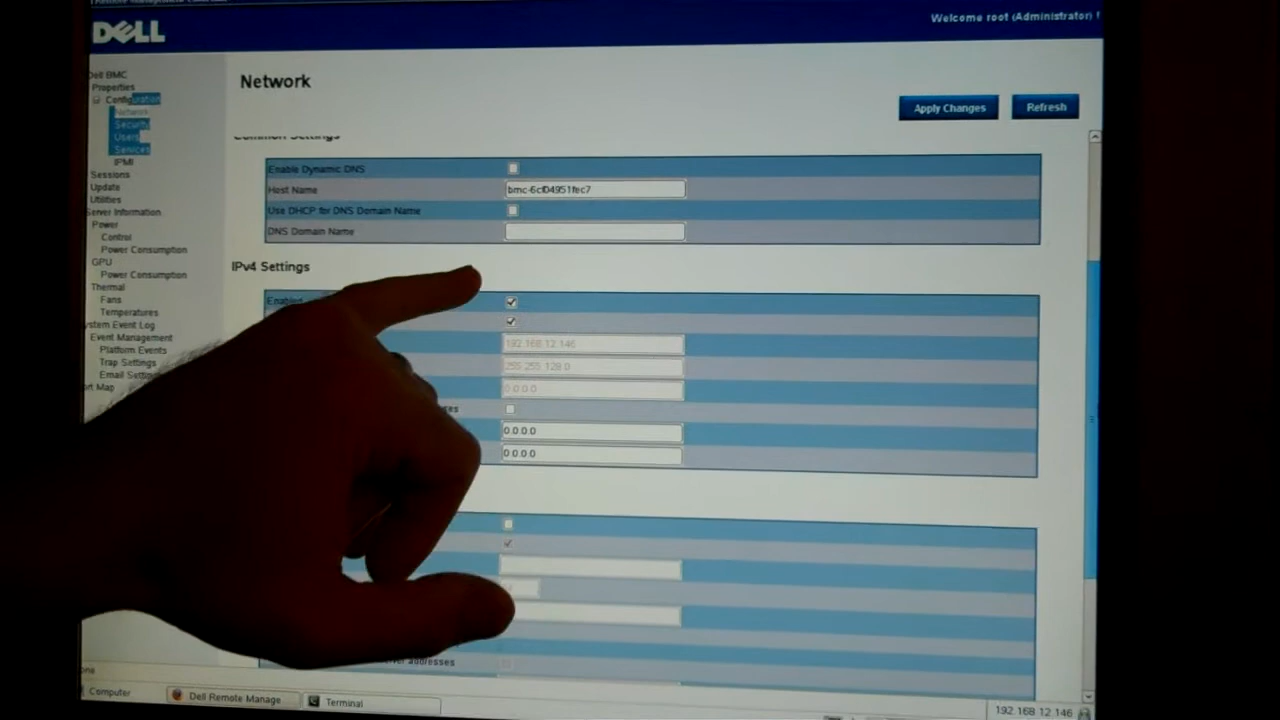 DELL
Welcome root (Administrator)
Dell BMC
Properties
Configuration
Network
Security
Users
Services
IPMI
Sessions
Update
Utilities
Server Information
Power
Control
Power Consumption
GPU
Power Consumption
Thermal
Fans
Temperatures
System Event Log
Event Management
Platform Events
Trap Settings
Email
Map
Network
Apply Changes
Refresh
Common Settings
Enable Dynamic DNS
Host Name
bmc-6cf04951fec7
Use DHCP for DNS Domain Name
DNS Domain Name
IPv4 Settings
Enabled
192.168.12.146
255.255.128.0
0.0.0.0
0.0.0.0
0.0.0.0
addresses
Computer
Dell Remote Manage
Terminal
192.168.12.146